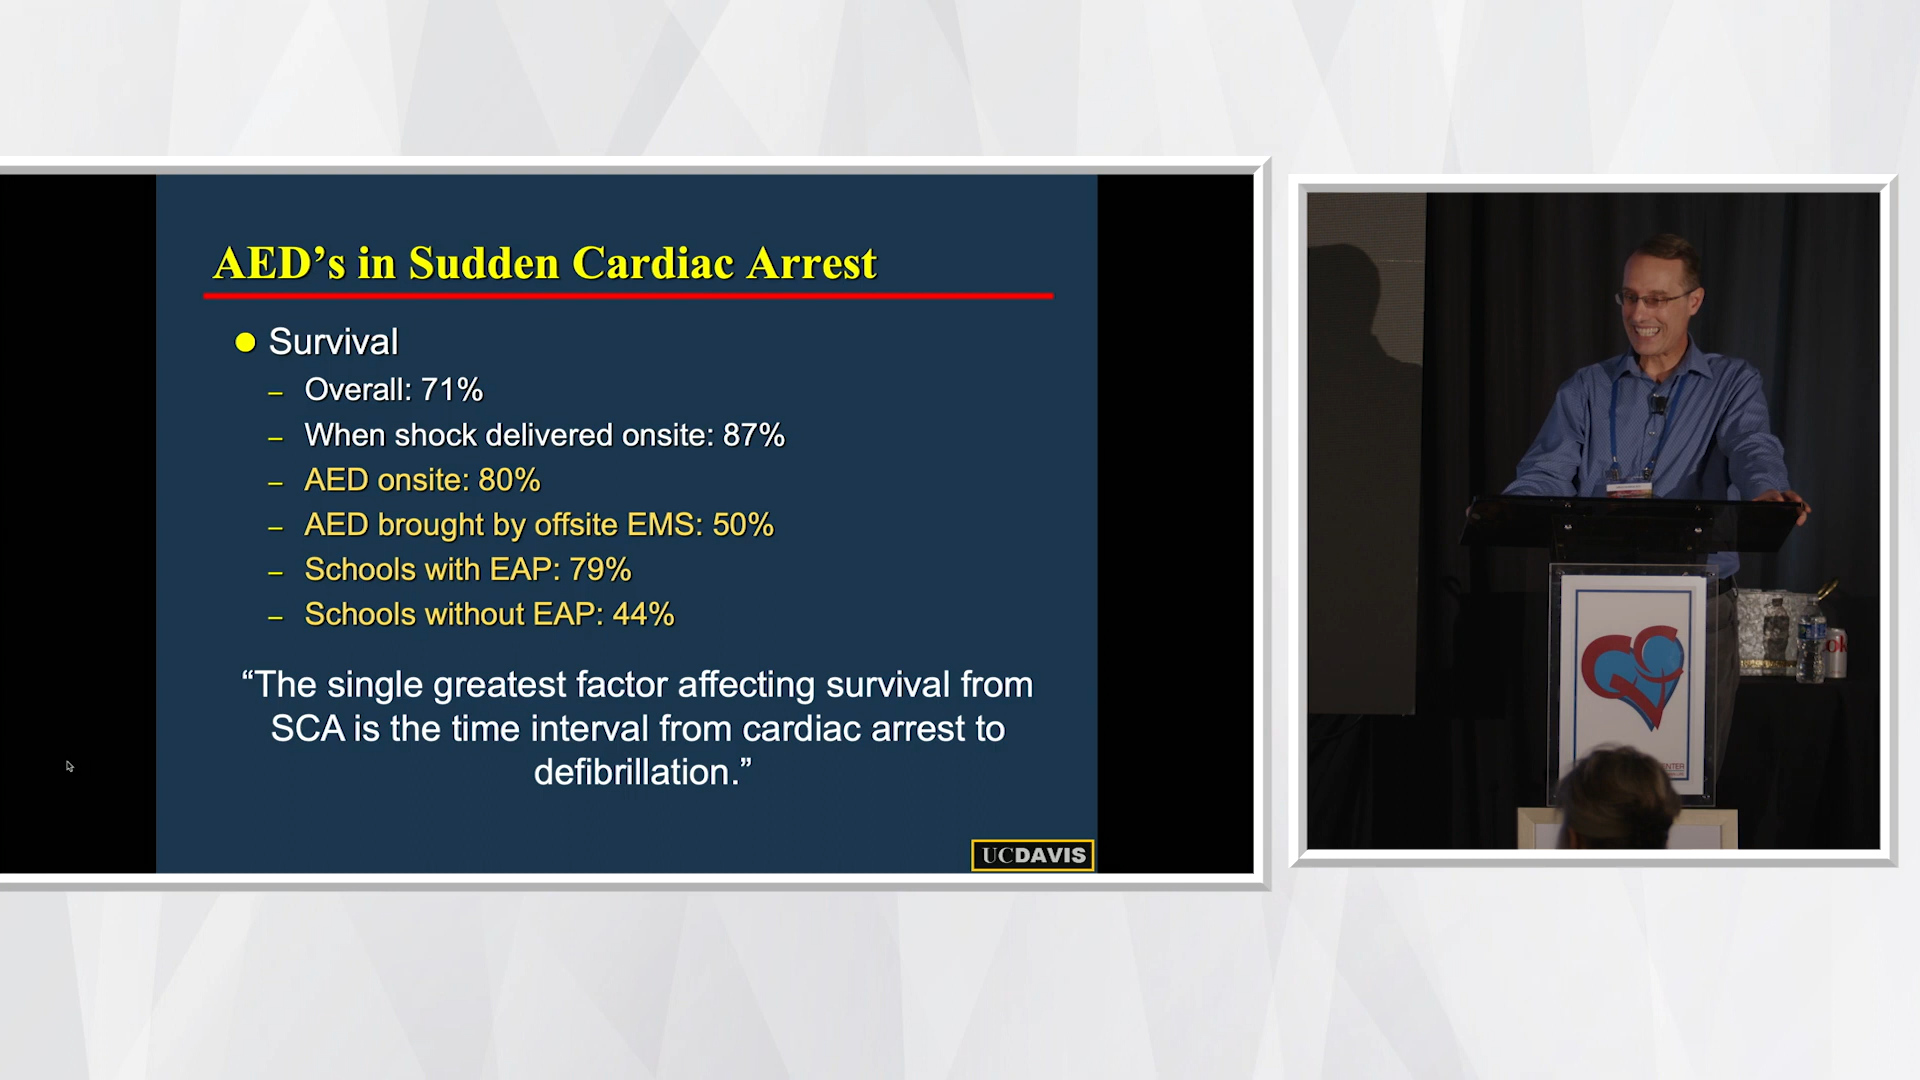 AED's in Sudden Cardiac Arrest
Survival
– Overall: 71%
– When shock delivered onsite: 87%
– AED onsite: 80%
– AED brought by offsite EMS: 50%
– Schools with EAP: 79%
– Schools without EAP: 44%
“The single greatest factor affecting survival from
SCA is the time interval from cardiac arrest to
defibrillation.”
UCDAVIS